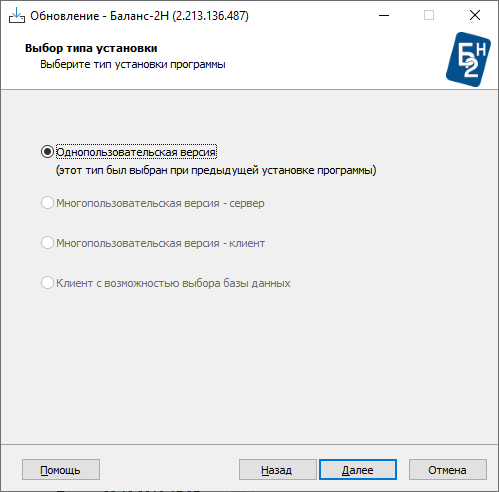 Обновление - Баланс-2Н (2.213.136.487)
Выбор типа установки
Выберите тип установки программы
Б2Н
Однопользовательская версия
(этот тип был выбран при предыдущей установке программы)
Многопользовательская версия - сервер
Многопользовательская версия - клиент
Клиент с возможностью выбора базы данных
Помощь
Назад
Далее
Отмена